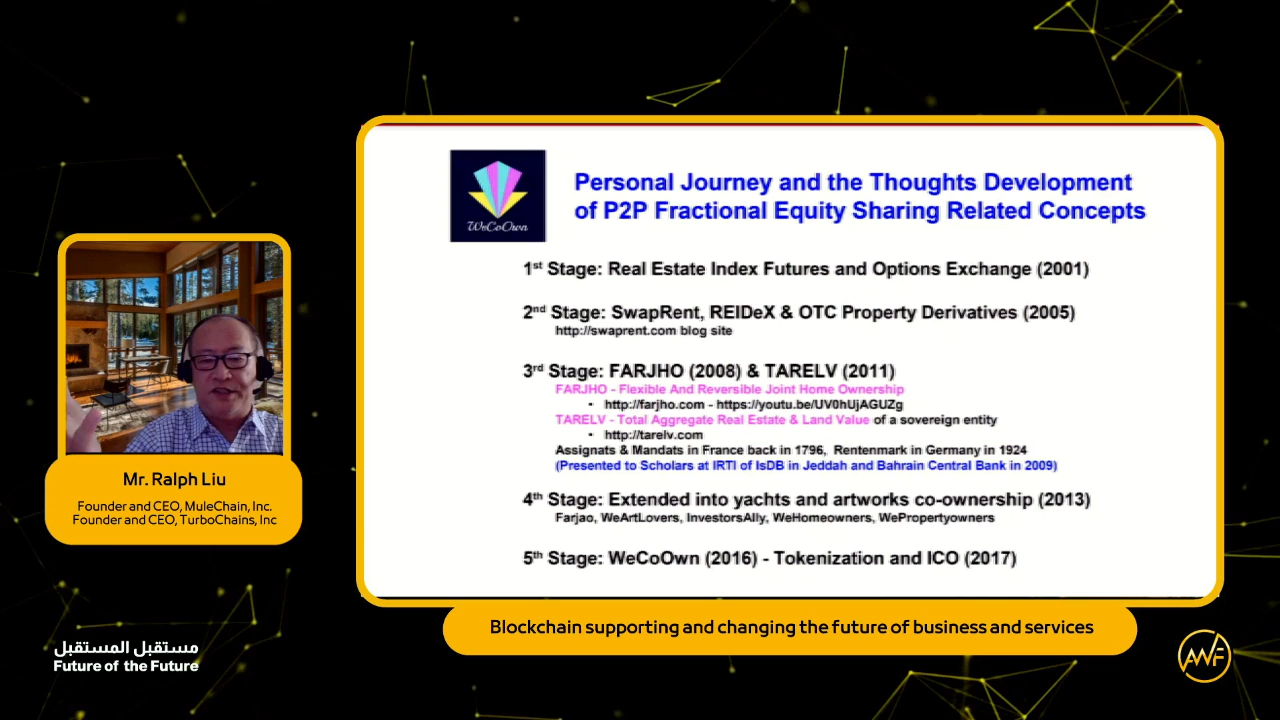 WeCoOwn
Personal Journey and the Thoughts Development
of P2P Fractional Equity Sharing Related Concepts
1st Stage: Real Estate Index Futures and Options Exchange (2001)
2nd Stage: SwapRent, REIDeX & OTC Property Derivatives (2005)
http://swaprent.com blog site
3rd Stage: FARJHO (2008) & TARELV (2011)
FARJHO - Flexible And Reversible Joint Home Ownership
• http://farjho.com - https://youtu.be/UV0hUjAGUZg
TARELV - Total Aggregate Real Estate & Land Value of a sovereign entity
• http://tarelv.com
Assignats & Mandats in France back in 1796, Rentenmark in Germany in 1924
(Presented to Scholars at IRTI of IsDB in Jeddah and Bahrain Central Bank in 2009)
4th Stage: Extended into yachts and artworks co-ownership (2013)
Farjao, WeArtLovers, InvestorsAlly, WeHomeowners, WePropertyowners
5th Stage: WeCoOwn (2016) - Tokenization and ICO (2017)
Mr. Ralph Liu
Founder and CEO, MuleChain, Inc.
Founder and CEO, TurboChains, Inc
Blockchain supporting and changing the future of business and services
مستقبل المستقبل
Future of the Future
AWF